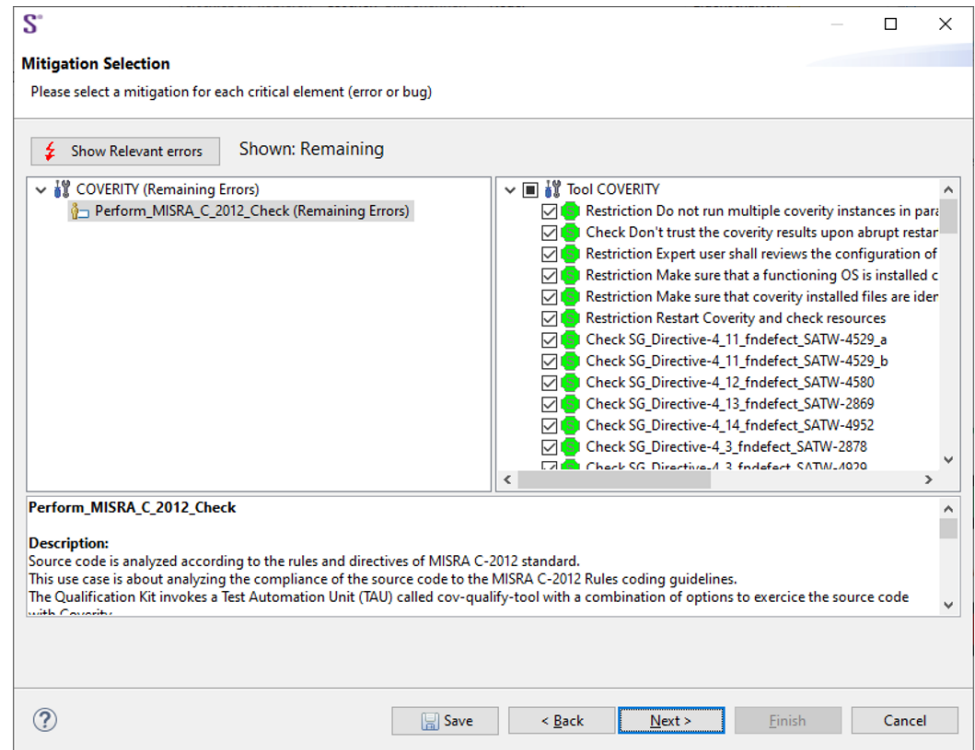 S
Mitigation Selection
Please select a mitigation for each critical element (error or bug)
Show Relevant errors
Shown: Remaining
COVERITY (Remaining Errors)
Perform_MISRA_C_2012_Check (Remaining Errors)
Tool COVERITY
Restriction Do not run multiple coverity instances in para
Check Don't trust the coverity results upon abrupt restar
Restriction Expert user shall reviews the configuration of
Restriction Make sure that a functioning OS is installed c
Restriction Make sure that coverity installed files are iden
Restriction Restart Coverity and check resources
Check SG_Directive-4_11_fndefect_SATW-4529_a
Check SG_Directive-4_11_fndefect_SATW-4529_b
Check SG_Directive-4_12_fndefect_SATW-4580
Check SG_Directive-4_13_fndefect_SATW-2869
Check SG_Directive-4_14_fndefect_SATW-4952
Check SG_Directive-4_3_fndefect_SATW-2878
Check SG_Directive-4_3_fndefect_SATW-4929
Perform_MISRA_C_2012_Check
Description:
Source code is analyzed according to the rules and directives of MISRA C-2012 standard.
This use case is about analyzing the compliance of the source code to the MISRA C-2012 Rules coding guidelines.
The Qualification Kit invokes a Test Automation Unit (TAU) called cov-qualify-tool with a combination of options to exercice the source code
with Coverity
Save
< Back
Next >
Finish
Cancel